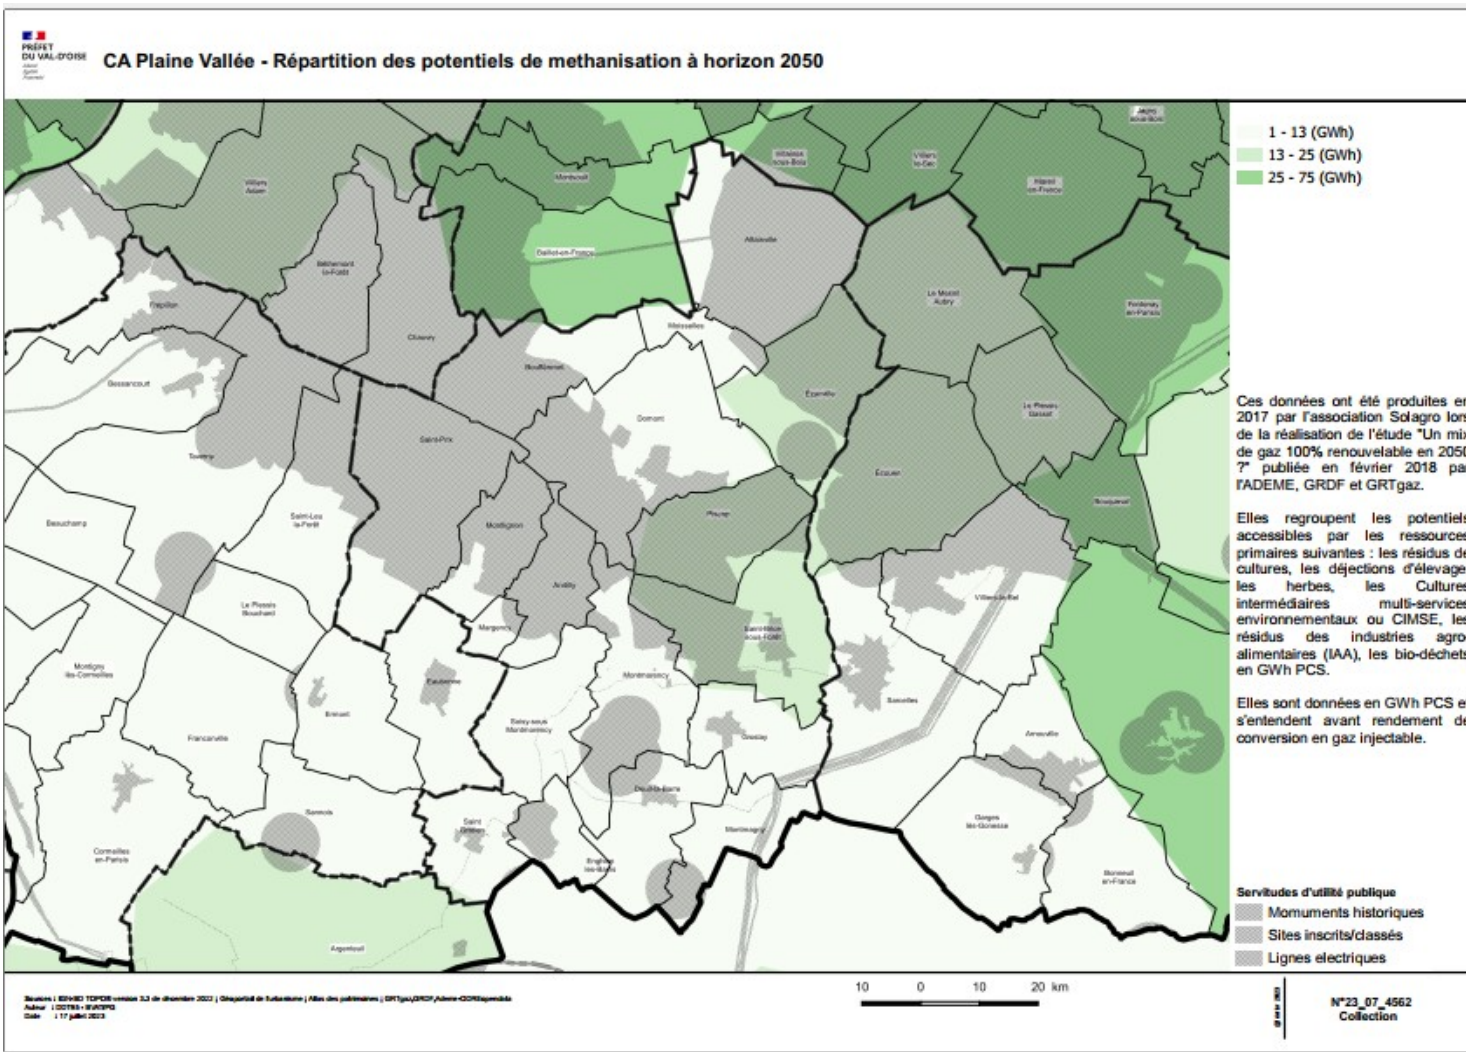 PRÉFET
DU VAL-D'OISE
CA Plaine Vallée - Répartition des potentiels de methanisation à horizon 2050
1 - 13 (GWh)
13 - 25 (GWh)
25 - 75 (GWh)
Villiers
Adam
Montsoult
Villiers
le-Sec
Mareil
en-France
Baillet-en-France
Attainville
Béthemont
la-Forêt
Frépillon
Chauvry
Le Mesnil
Aubry
Fontenay
en-Parisis
Moisselles
Bouffémont
Bessancourt
Domont
Ézanville
Le Plessis
Gassot
Saint-Prix
Taverny
Écouen
Bouqueval
Piscop
Beauchamp
Saint-Leu
la-Forêt
Montlignon
Andilly
Villiers-le-Bel
Le Plessis
Bouchard
Margency
Saint-Brice
sous-Forêt
Montigny
lès-Cormeilles
Eaubonne
Montmorency
Sarcelles
Ermont
Soisy-sous
Montmorency
Groslay
Arnouville
Franconville
Deuil-la-Barre
Sannois
Saint
Gratien
Montmagny
Garges
lès-Gonesse
Cormeilles
en-Parisis
Enghien
les-Bains
Bonneuil
en-France
Argenteuil
Ces données ont été produites en
2017 par l'association Solagro lors
de la réalisation de l'étude "Un mix
de gaz 100% renouvelable en 2050
?" publiée en février 2018 par
l'ADEME, GRDF et GRTgaz.
Elles regroupent les potentiels
accessibles par les ressources
primaires suivantes : les résidus de
cultures, les déjections d'élevage,
les herbes, les Cultures
intermédiaires multi-services
environnementaux ou CIMSE, les
résidus des industries agro-
alimentaires (IAA), les bio-déchets
en GWh PCS.
Elles sont données en GWh PCS et
s'entendent avant rendement de
conversion en gaz injectable.
Servitudes d'utilité publique
Momuments historiques
Sites inscrits/classés
Lignes electriques
10 0 10 20 km
Date : 17 juillet 2023
N°23_07_4562
Collection